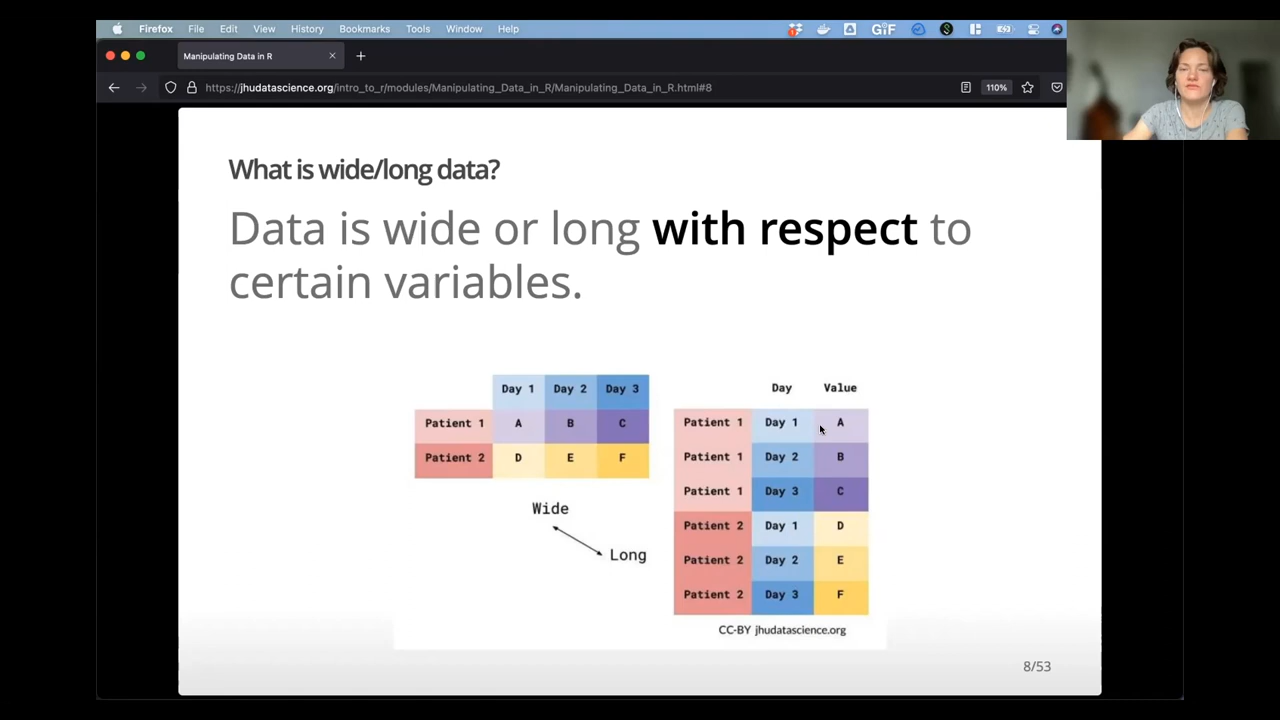 Firefox File Edit View History Bookmarks Tools Window Help
GIF
Manipulating Data in R
https://jhudatascience.org/intro_to_r/modules/Manipulating_Data_in_R/Manipulating_Data_in_R.html#8
110%
What is wide/long data?
Data is wide or long with respect to
certain variables.
Day 1 Day 2 Day 3
Patient 1 A B C
Patient 2 D E F
Wide
Long
Day Value
Patient 1 Day 1 A
Patient 1 Day 2 B
Patient 1 Day 3 C
Patient 2 Day 1 D
Patient 2 Day 2 E
Patient 2 Day 3 F
CC-BY jhudatascience.org
8/53